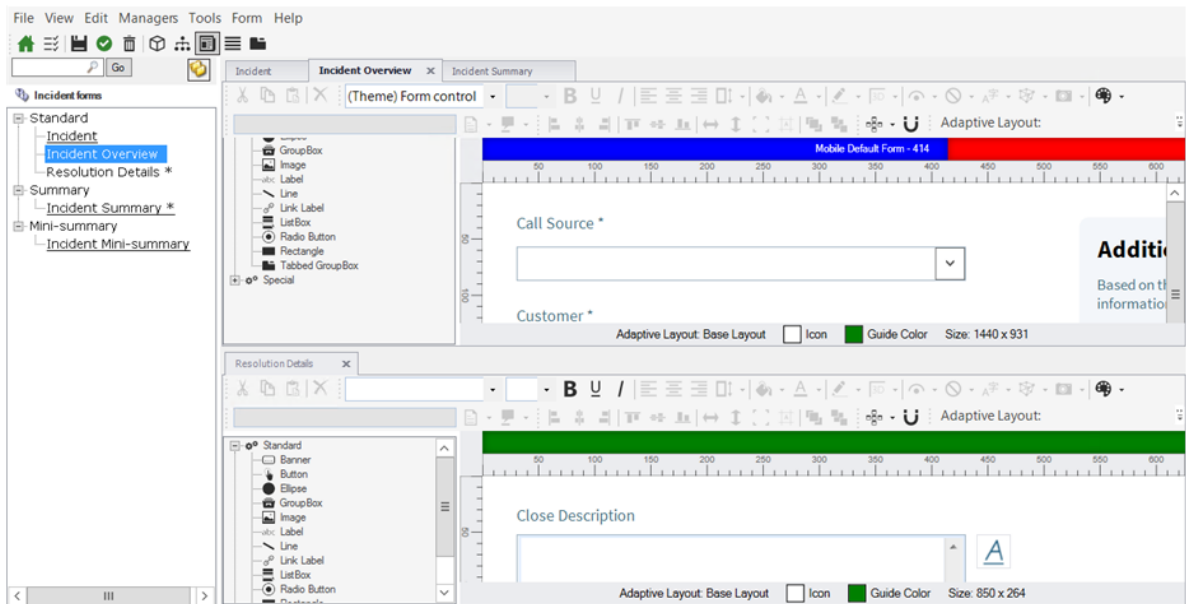 File View Edit Managers Tools Form Help
Go
Incident forms
Standard
Incident
Incident Overview
Resolution Details *
Summary
Incident Summary *
Mini-summary
Incident Mini-summary
Incident Incident Overview X Incident Summary
(Theme) Form control B U I
Adaptive Layout:
GroupBox
Image
abc Label
Line
Link Label
ListBox
Radio Button
Rectangle
Tabbed GroupBox
Special
Mobile Default Form - 414
50 100 150 200 250 300 350 400 450 500 550 600
50
100
Call Source *
Customer *
Additi
Based on th
information
Adaptive Layout: Base Layout Icon Guide Color Size: 1440 x 931
Resolution Details X
B U I
Adaptive Layout:
Standard
Banner
Button
Ellipse
GroupBox
Image
abc Label
Line
Link Label
ListBox
Radio Button
50 100 150 200 250 300 350 400 450 500 550 600
50
Close Description
A
Adaptive Layout: Base Layout Icon Guide Color Size: 850 x 264